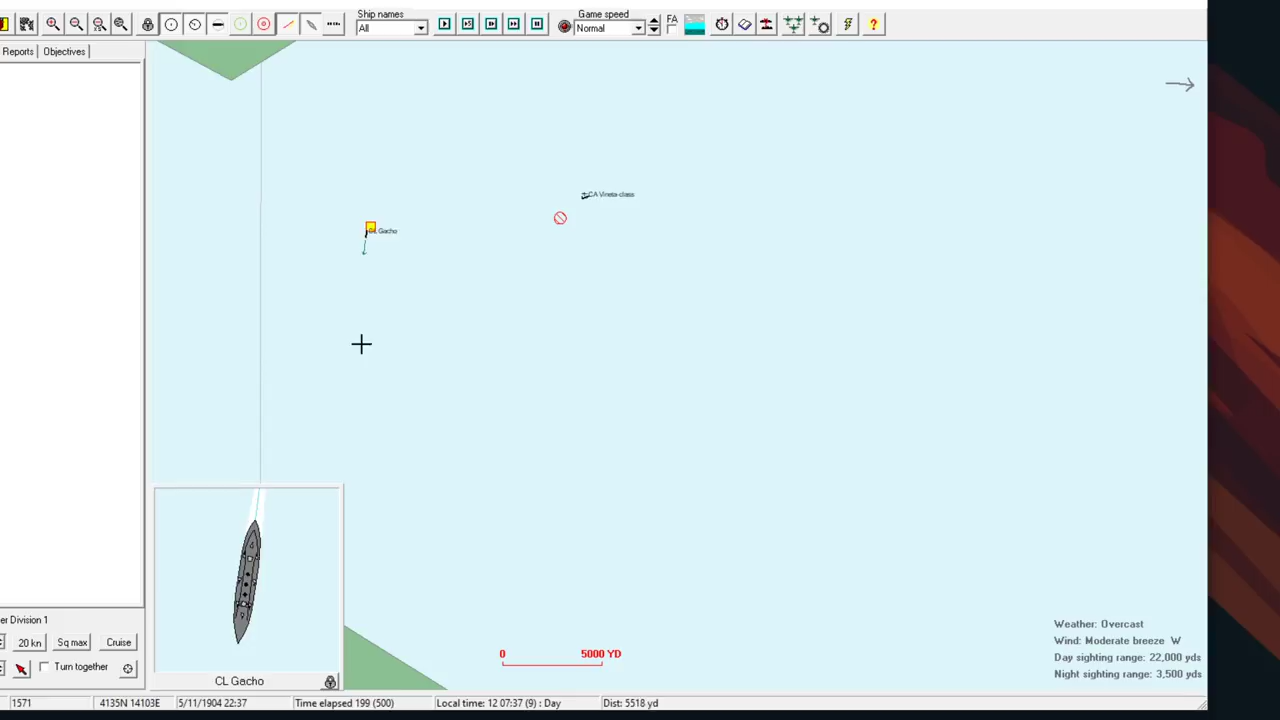 Ship names
Game speed
FA
All
Normal
?
Reports
Objectives
CA Vineta-class
CL Gacho
0 5000 YD
Weather: Overcast
Wind: Moderate breeze W
Day sighting range: 22,000 yds
Night sighting range: 3,500 yds
er Division 1
20 kn
Sq max
Cruise
Turn together
CL Gacho
1571
4135N 14103E
5/11/1904 22:37
Time elapsed 199 (500)
Local time: 12 07:37 (9) : Day
Dist: 5518 yd